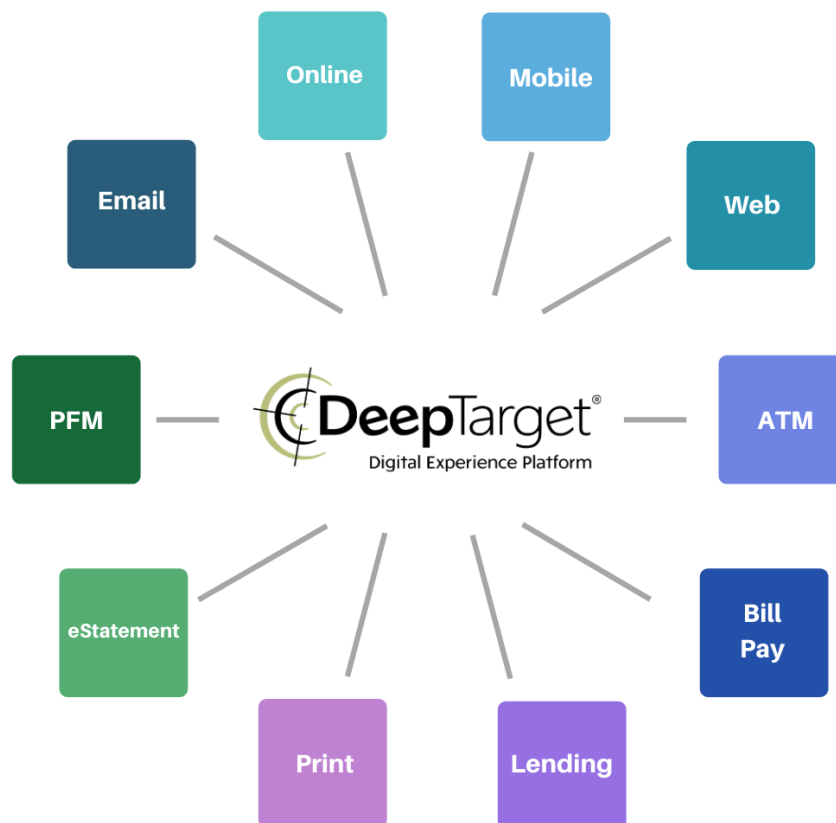 Online
Mobile
Email
Web
PFM
DeepTarget®
Digital Experience Platform
ATM
eStatement
Bill
Pay
Print
Lending